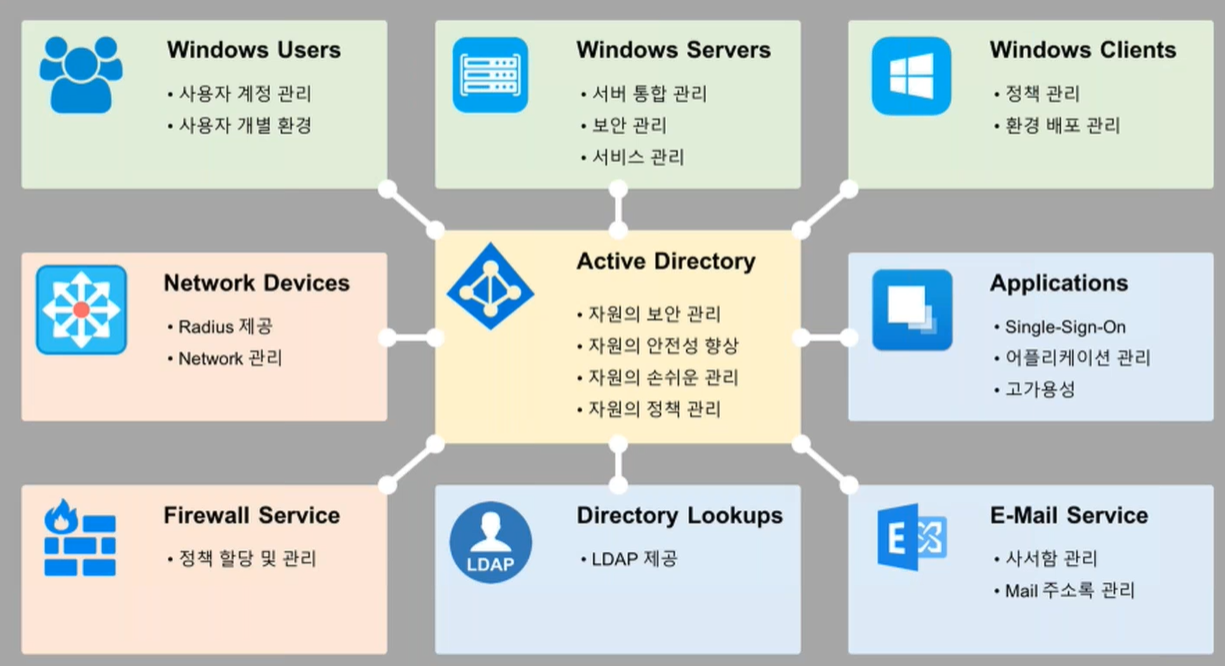 Windows Users
• 사용자 계정 관리
• 사용자 개별 환경
Windows Servers
• 서버 통합 관리
• 보안 관리
• 서비스 관리
Windows Clients
• 정책 관리
• 환경 배포 관리
Network Devices
• Radius 제공
• Network 관리
Active Directory
• 자원의 보안 관리
• 자원의 안전성 향상
• 자원의 손쉬운 관리
• 자원의 정책 관리
Applications
• Single-Sign-On
• 어플리케이션 관리
• 고가용성
Firewall Service
• 정책 할당 및 관리
LDAP
Directory Lookups
• LDAP 제공
E
E-Mail Service
• 사서함 관리
• Mail 주소록 관리